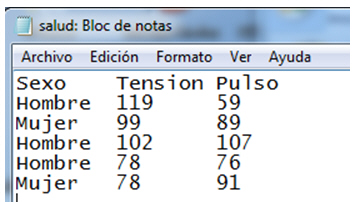 salud: Bloc de notas
Archivo Edición Formato Ver Ayuda
Sexo Tension Pulso
Hombre 119 59
Mujer 99 89
Hombre 102 107
Hombre 78 76
Mujer 78 91